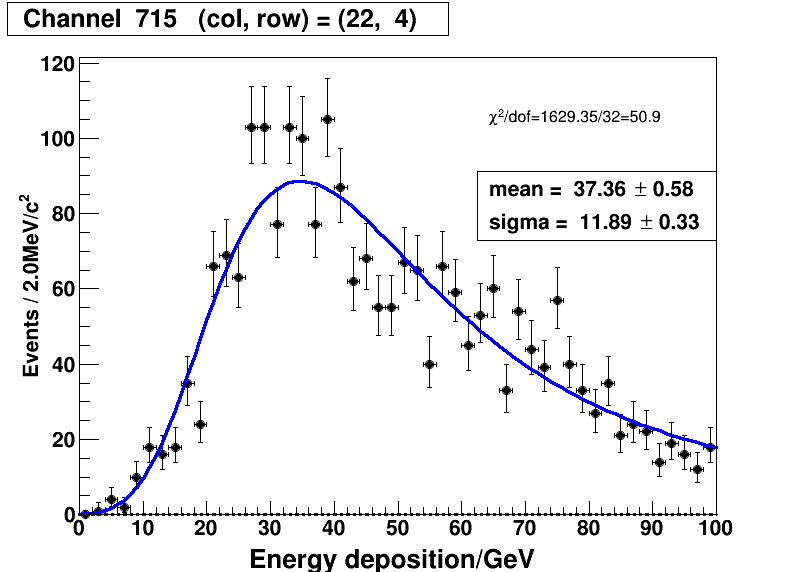 Channel 715 (col, row) = (22, 4)
χ²/dof=1629.35/32=50.9
mean = 37.36 ± 0.58
sigma = 11.89 ± 0.33
Events / 2.0MeV/c²
120
100
80
60
40
20
0
0 10 20 30 40 50 60 70 80 90 100
Energy deposition/GeV